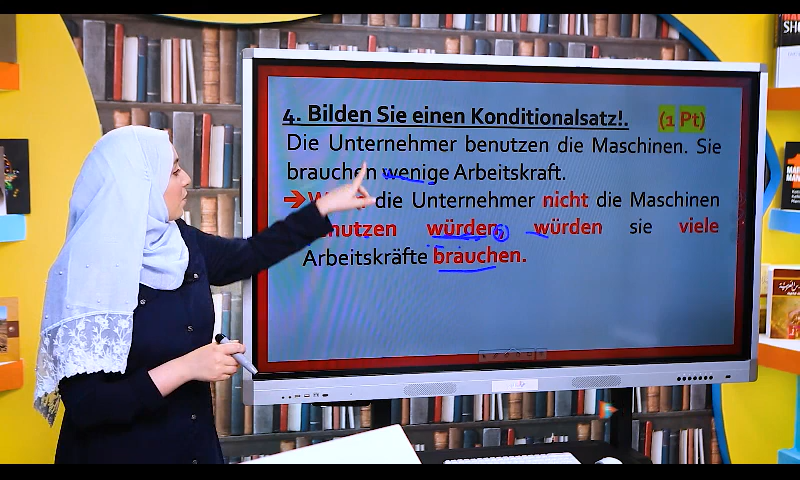 4. Bilden Sie einen Konditionalsatz!. (1 Pt)
Die Unternehmer benutzen die Maschinen. Sie
brauchen wenige Arbeitskraft.
die Unternehmer nicht die Maschinen
würden, würden sie viele
Arbeitskräfte brauchen.